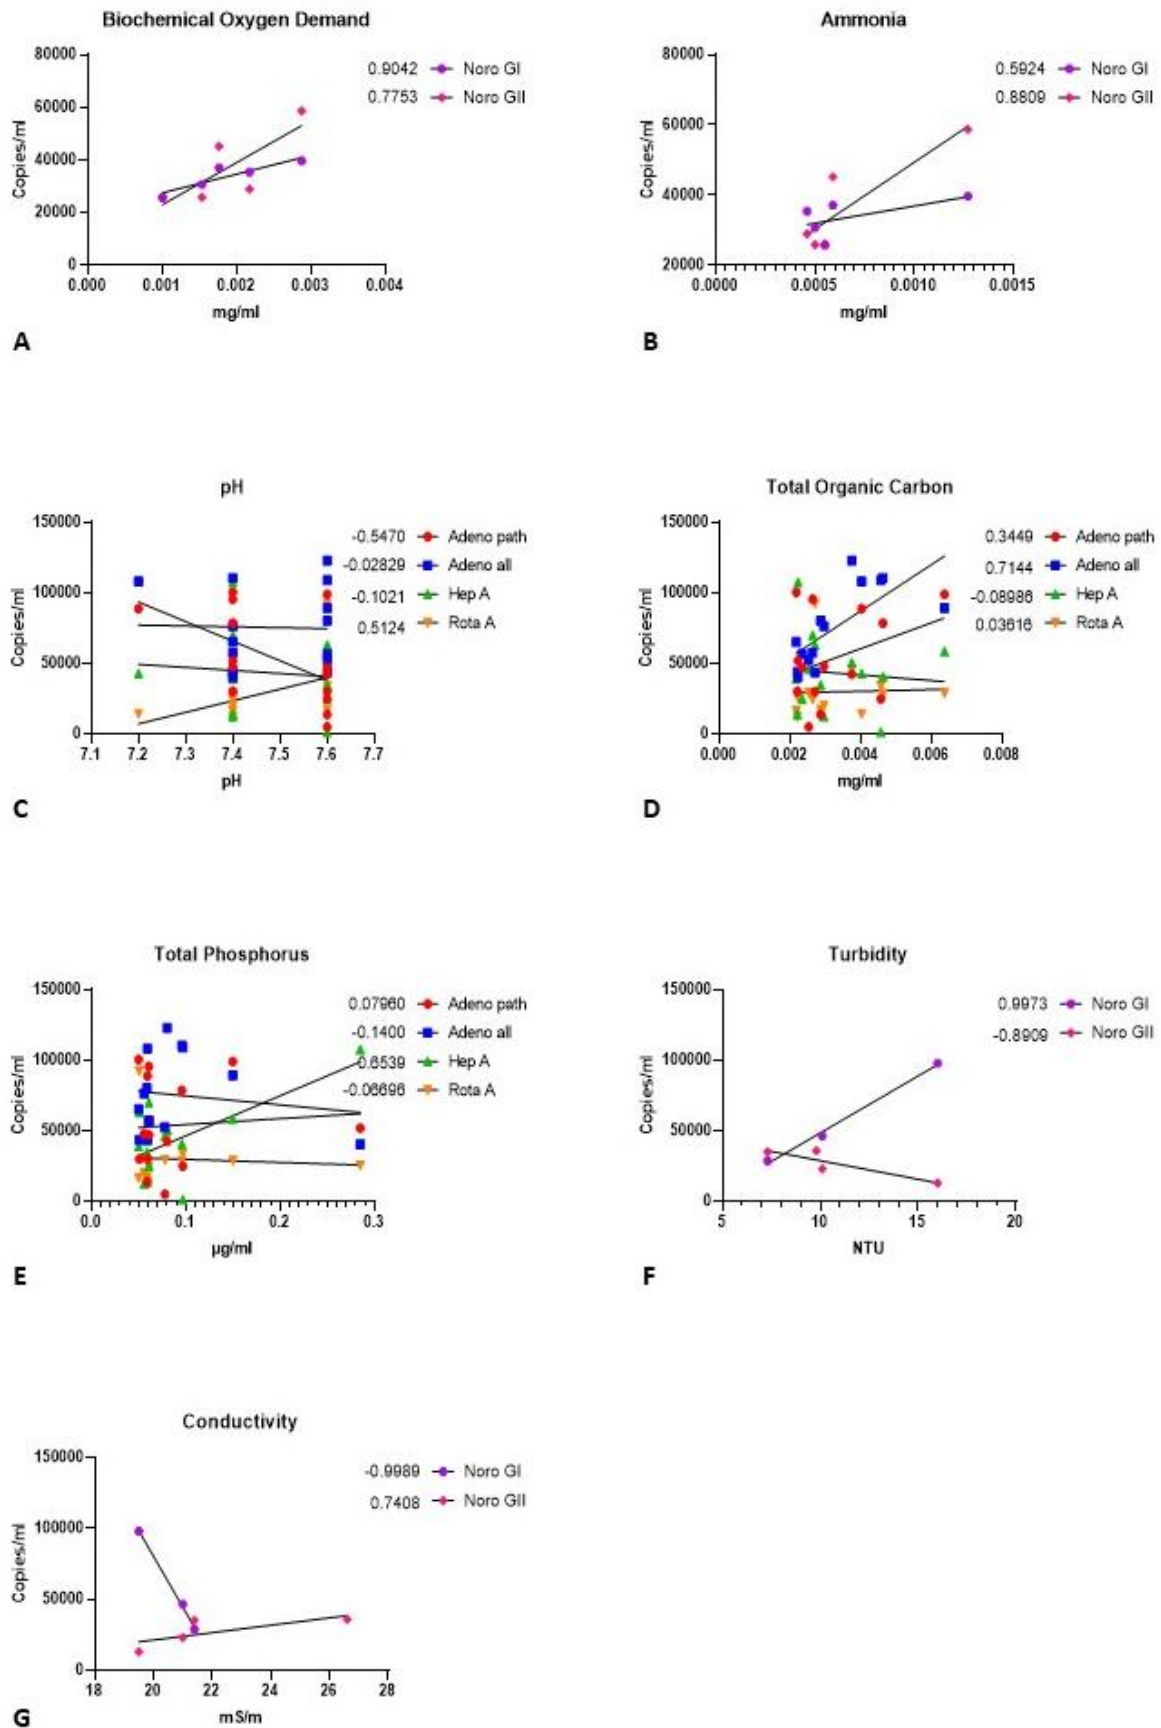 Biochemical Oxygen Demand
80000
60000
40000
20000
0
Copies/ml
0.9042 Noro GI
0.7753 Noro GII
0.000 0.001 0.002 0.003 0.004
mg/ml
A
Ammonia
80000
60000
40000
20000
Copies/ml
0.5924 Noro GI
0.8809 Noro GII
0.0000 0.0005 0.0010 0.0015
mg/ml
B
pH
150000
100000
50000
0
Copies/ml
-0.5470 Adeno path
-0.02829 Adeno all
-0.1021 Hep A
0.5124 Rota A
7.1 7.2 7.3 7.4 7.5 7.6 7.7
pH
C
Total Organic Carbon
150000
100000
50000
0
Copies/ml
0.3449 Adeno path
0.7144 Adeno all
-0.08986 Hep A
0.03616 Rota A
0.000 0.002 0.004 0.006 0.008
mg/ml
D
Total Phosphorus
150000
100000
50000
0
Copies/ml
0.07960 Adeno path
-0.1400 Adeno all
0.6539 Hep A
-0.06696 Rota A
0.0 0.1 0.2 0.3
µg/ml
E
Turbidity
150000
100000
50000
0
Copies/ml
0.9973 Noro GI
-0.8909 Noro GII
5 10 15 20
NTU
F
Conductivity
150000
100000
50000
0
Copies/ml
-0.9989 Noro GI
0.7408 Noro GII
18 20 22 24 26 28
mS/m
G